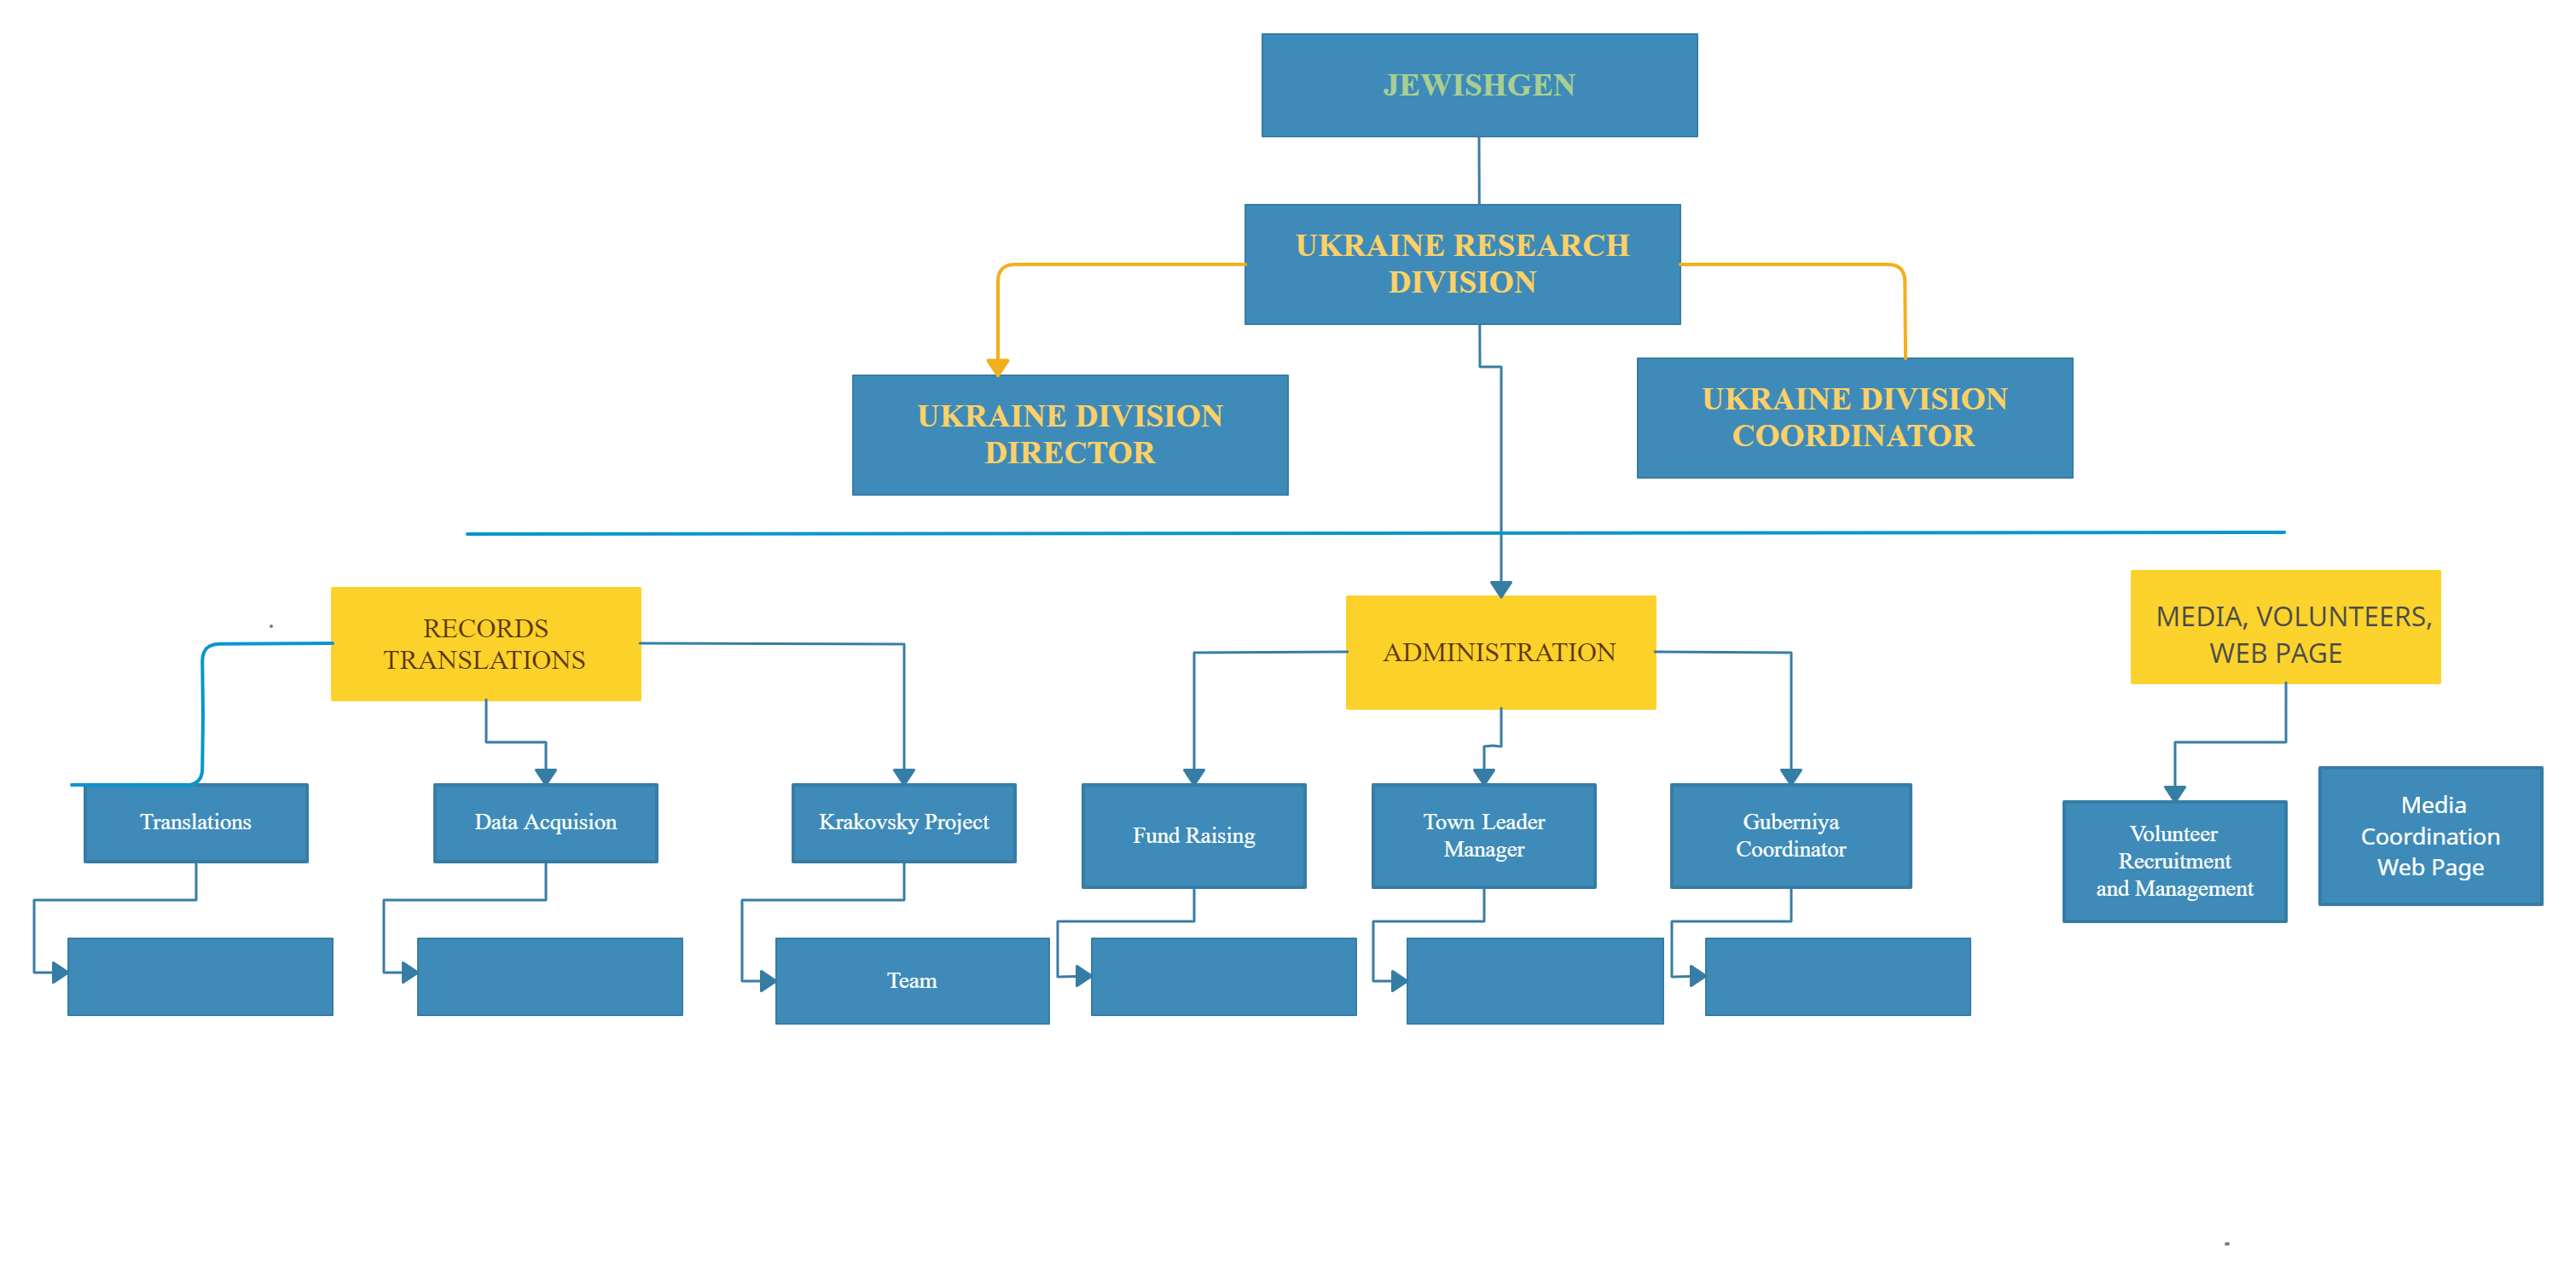 JEWISHGEN
UKRAINE RESEARCH
DIVISION
UKRAINE DIVISION
DIRECTOR
UKRAINE DIVISION
COORDINATOR
RECORDS
TRANSLATIONS
ADMINISTRATION
MEDIA, VOLUNTEERS,
WEB PAGE
Translations
Data Acquision
Krakovsky Project
Fund Raising
Town Leader
Manager
Guberniya
Coordinator
Volunteer
Recruitment
and Management
Media
Coordination
Web Page
Team